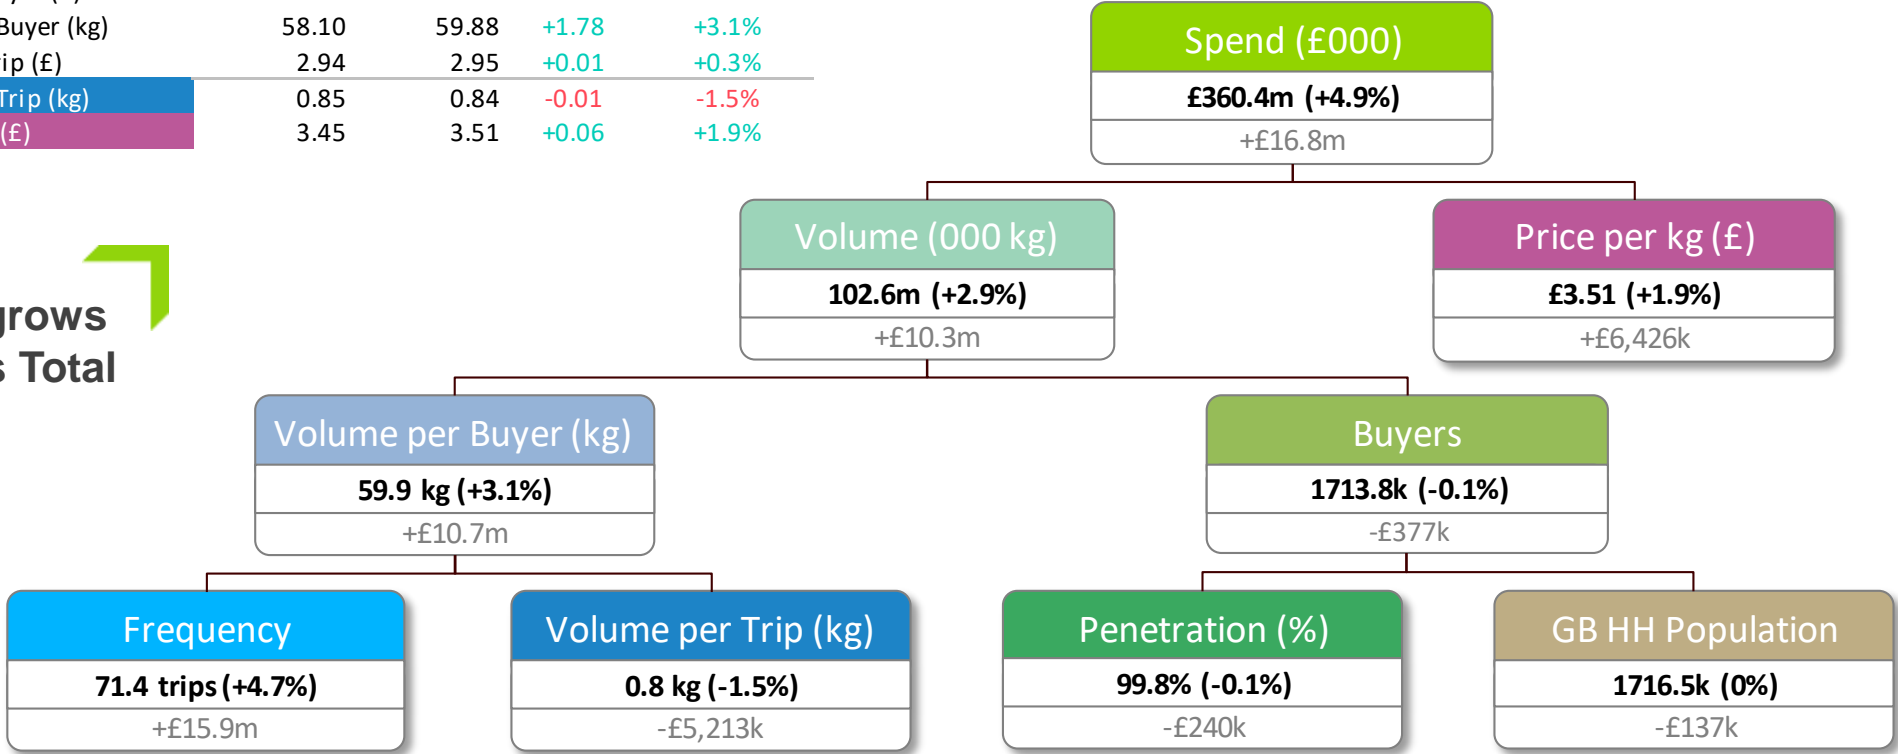 Buyer (kg) 58.10 59.88 +1.78 +3.1%
ip (£) 2.94 2.95 +0.01 +0.3%
Trip (kg) 0.85 0.84 -0.01 -1.5%
(£) 3.45 3.51 +0.06 +1.9%
Spend (£000)
£360.4m (+4.9%)
+£16.8m
Volume (000 kg)
102.6m (+2.9%)
+£10.3m
Price per kg (£)
£3.51 (+1.9%)
+£6,426k
grows
s Total
Volume per Buyer (kg)
59.9 kg (+3.1%)
+£10.7m
Buyers
1713.8k (-0.1%)
-£377k
Frequency
71.4 trips (+4.7%)
+£15.9m
Volume per Trip (kg)
0.8 kg (-1.5%)
-£5,213k
Penetration (%)
99.8% (-0.1%)
-£240k
GB HH Population
1716.5k (0%)
-£137k